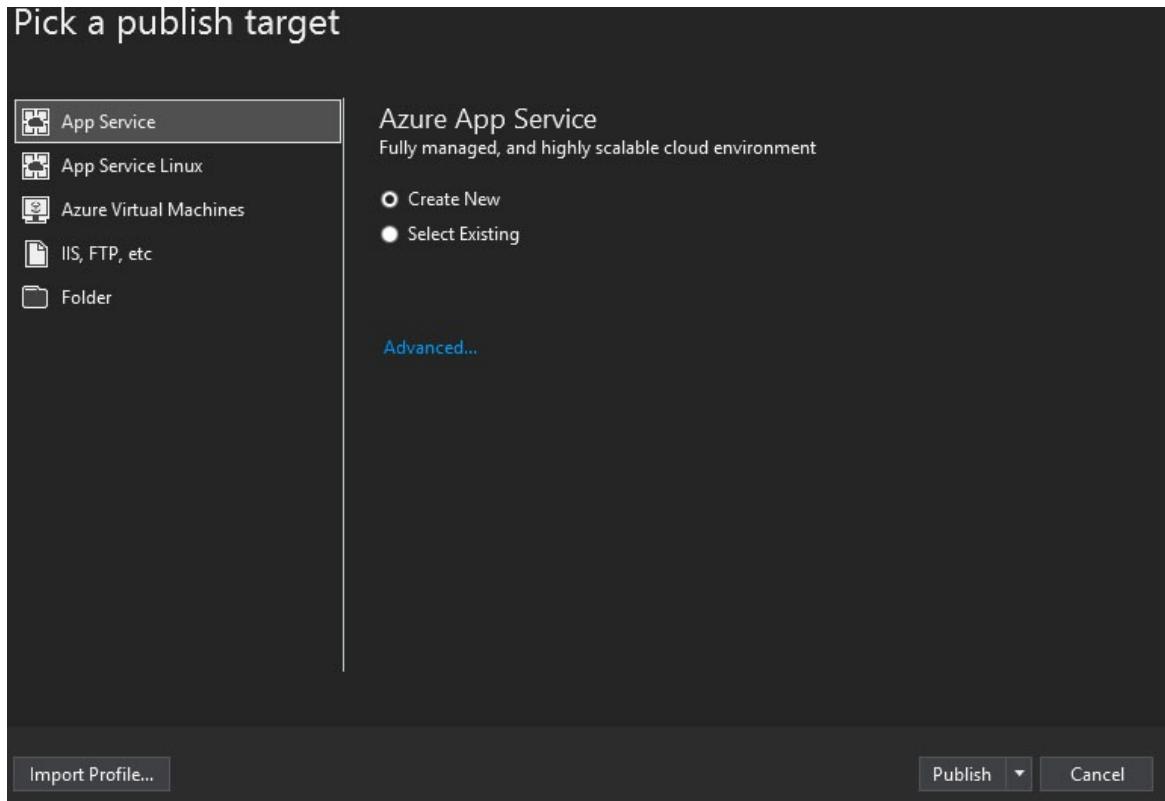 Pick a publish target
App Service
App Service Linux
Azure Virtual Machines
IIS, FTP, etc
Folder
Azure App Service
Fully managed, and highly scalable cloud environment
Create New
Select Existing
Advanced...
Import Profile...
Publish
Cancel